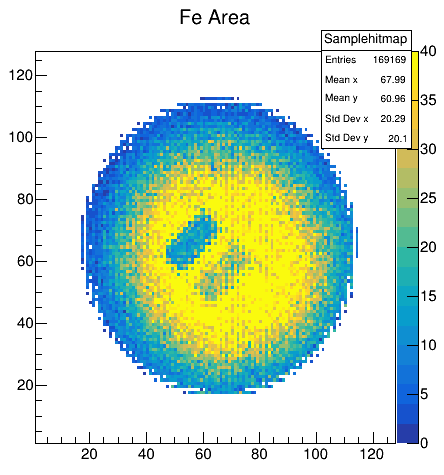 Fe Area
Samplehitmap
Entries 169169
Mean x 67.99
Mean y 60.96
Std Dev x 20.29
Std Dev y 20.1
120
100
80
60
40
20
20 40 60 80 100 120
40
35
30
25
20
15
10
5
0